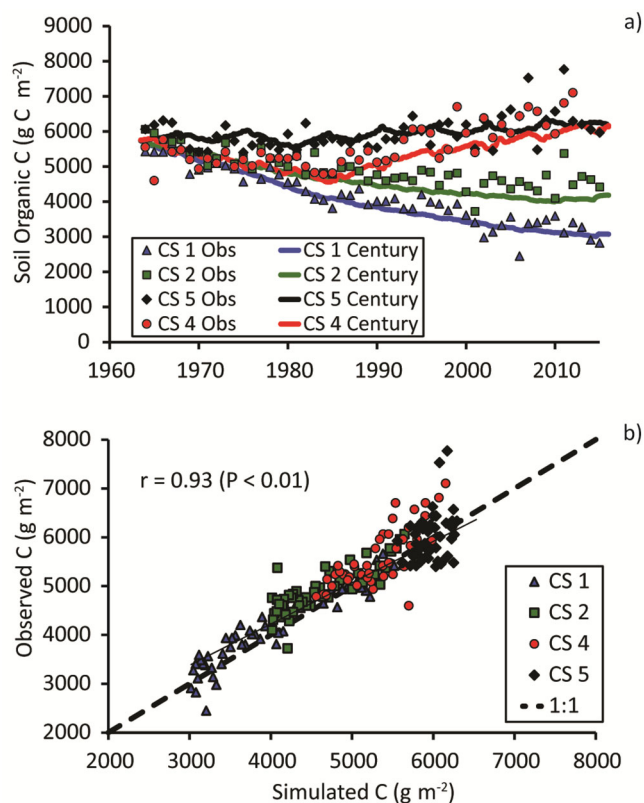 a)
Soil Organic C (g C m⁻²)
9000
8000
7000
6000
5000
4000
3000
2000
1000
0
CS 1 Obs CS 1 Century
CS 2 Obs CS 2 Century
CS 5 Obs CS 5 Century
CS 4 Obs CS 4 Century
1960 1970 1980 1990 2000 2010
b)
Observed C (g m⁻²)
8000
7000
6000
5000
4000
3000
2000
r = 0.93 (P < 0.01)
CS 1
CS 2
CS 4
CS 5
1:1
2000 3000 4000 5000 6000 7000 8000
Simulated C (g m⁻²)